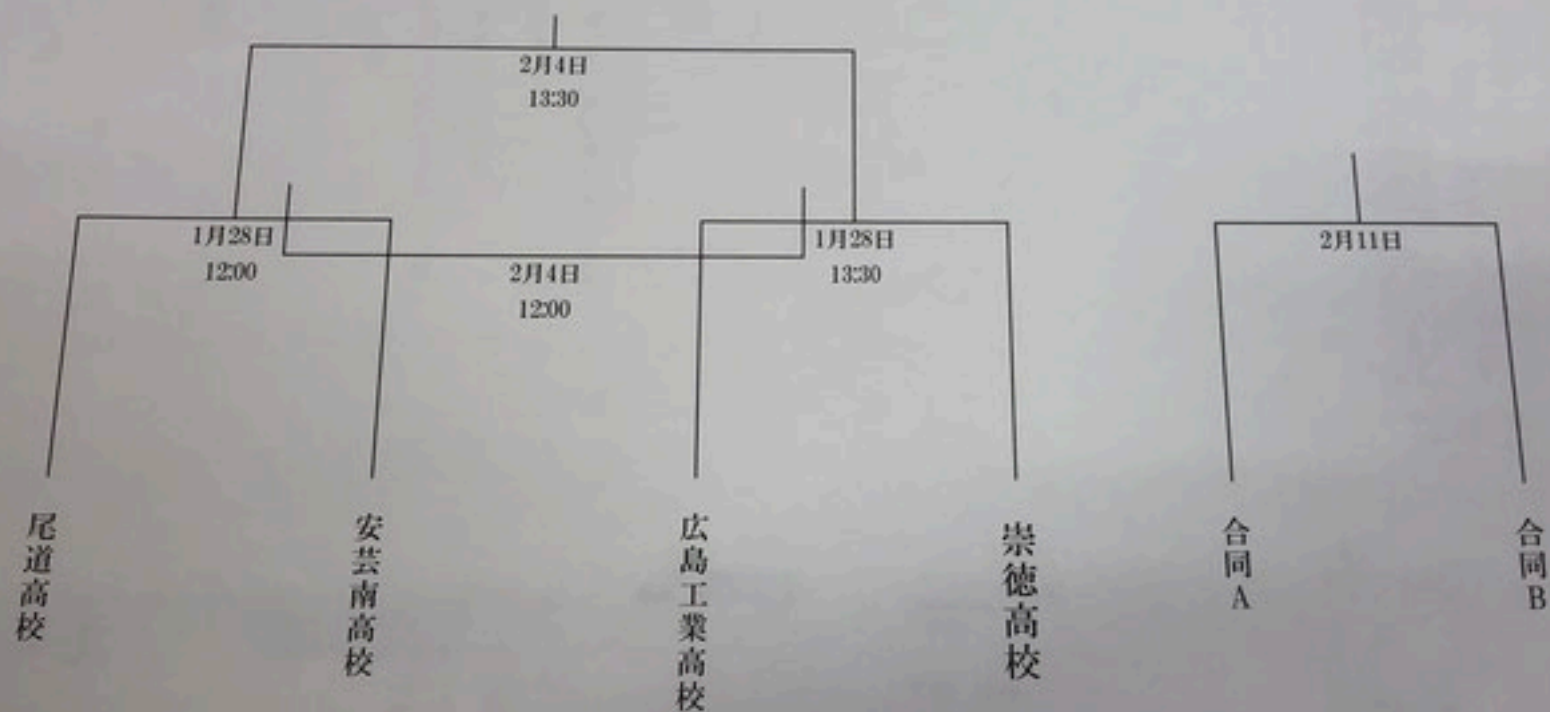 2月4日
13:30
1月28日
12:00
2月4日
12:00
1月28日
13:30
2月11日
尾道高校
安芸南高校
広島工業高校
崇徳高校
合同A
合同B